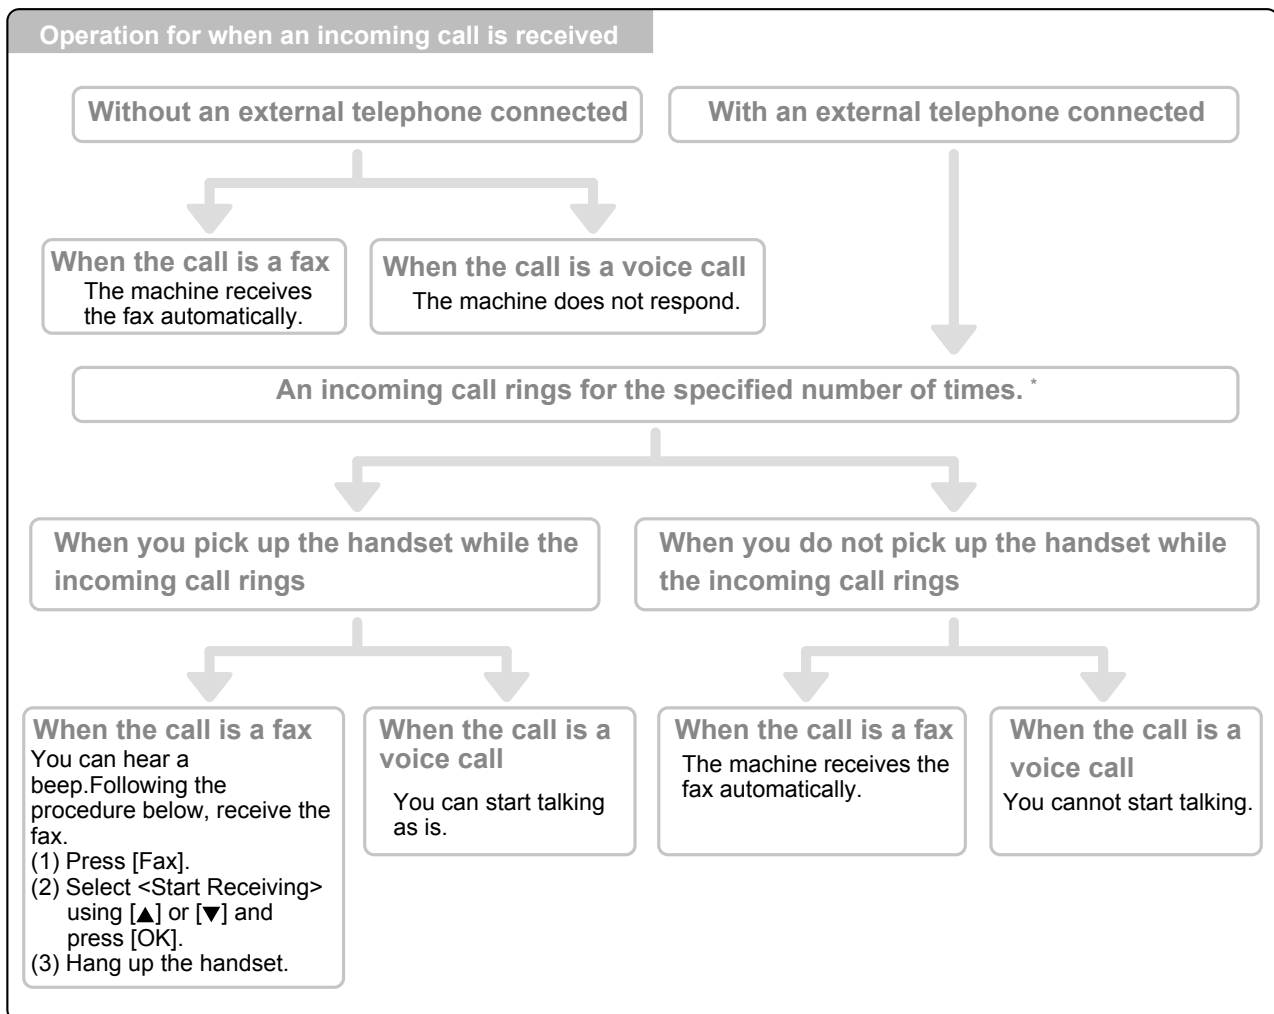 Operation for when an incoming call is received
Without an external telephone connected
With an external telephone connected
When the call is a fax
The machine receives
the fax automatically.
When the call is a voice call
The machine does not respond.
An incoming call rings for the specified number of times. *
When you pick up the handset while the
incoming call rings
When you do not pick up the handset while
the incoming call rings
When the call is a fax
You can hear a
beep.Following the
procedure below, receive the
fax.
(1) Press [Fax].
(2) Select <Start Receiving>
using [▲] or [▼] and
press [OK].
(3) Hang up the handset.
When the call is a
voice call
You can start talking
as is.
When the call is a fax
The machine receives the
fax automatically.
When the call is a
voice call
You cannot start talking.